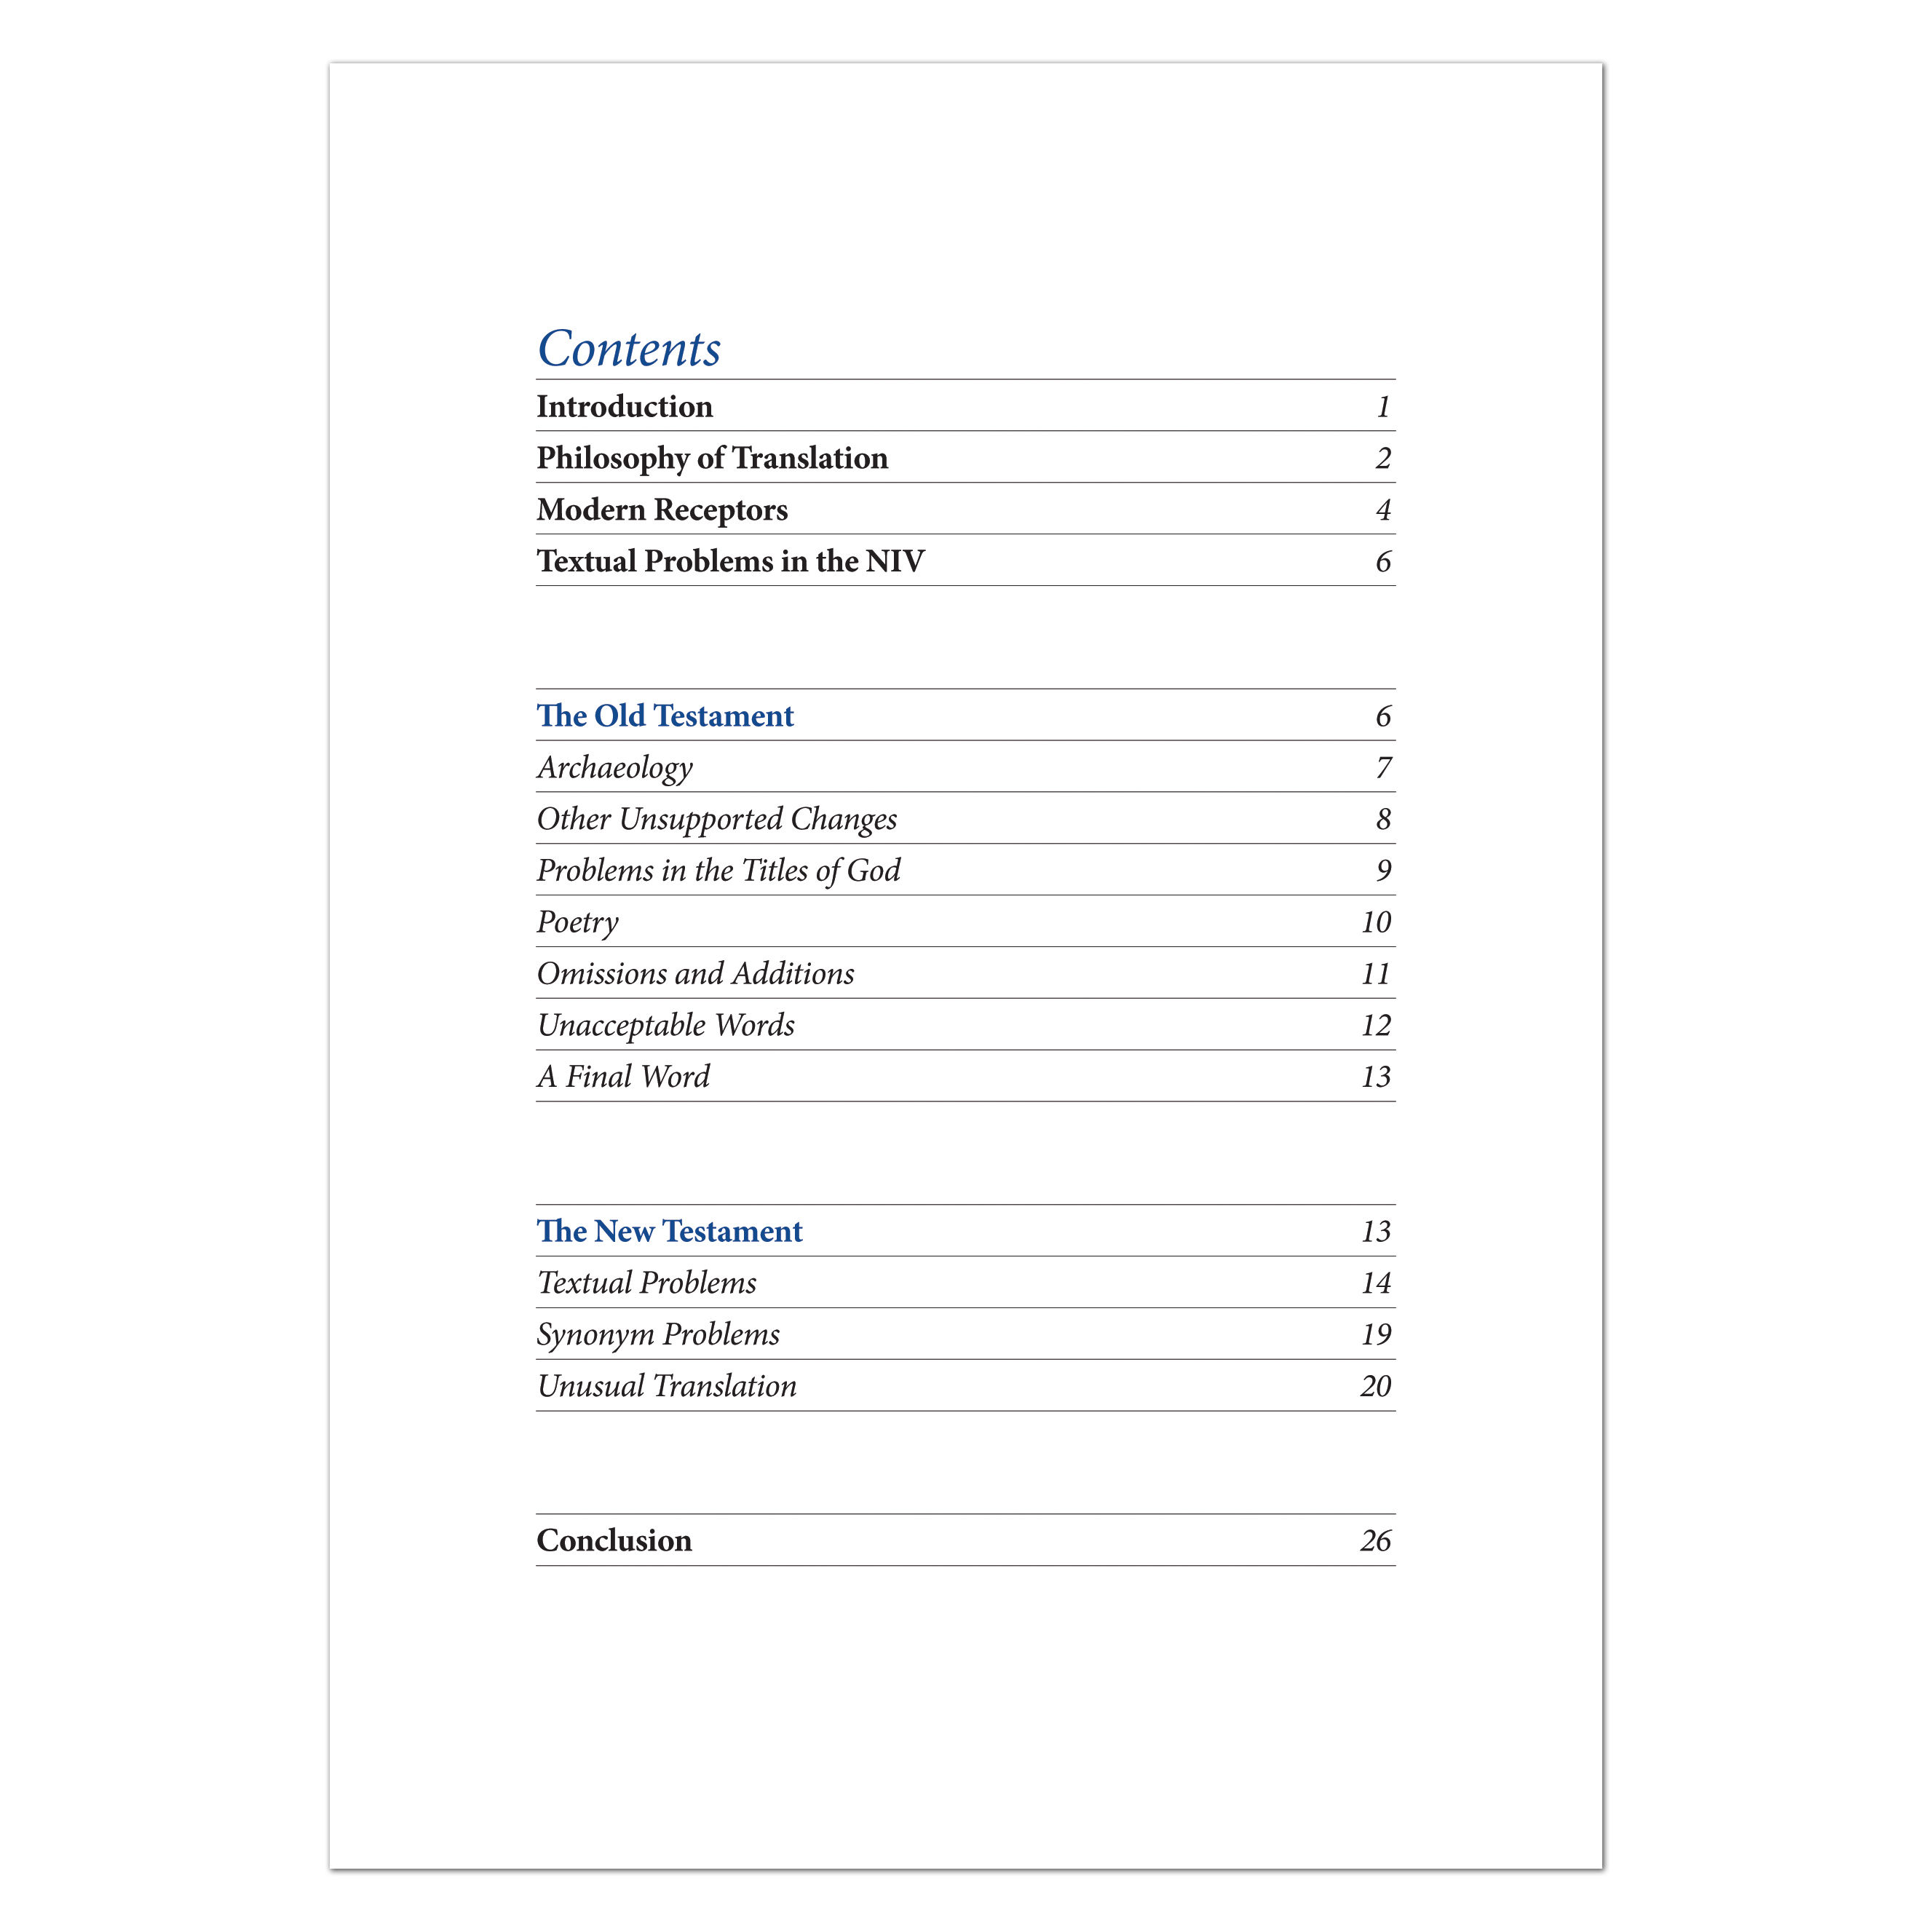 Contents
Introduction 1
Philosophy of Translation 2
Modern Receptors 4
Textual Problems in the NIV 6
The Old Testament 6
Archaeology 7
Other Unsupported Changes 8
Problems in the Titles of God 9
Poetry 10
Omissions and Additions 11
Unacceptable Words 12
A Final Word 13
The New Testament 13
Textual Problems 14
Synonym Problems 19
Unusual Translation 20
Conclusion 26